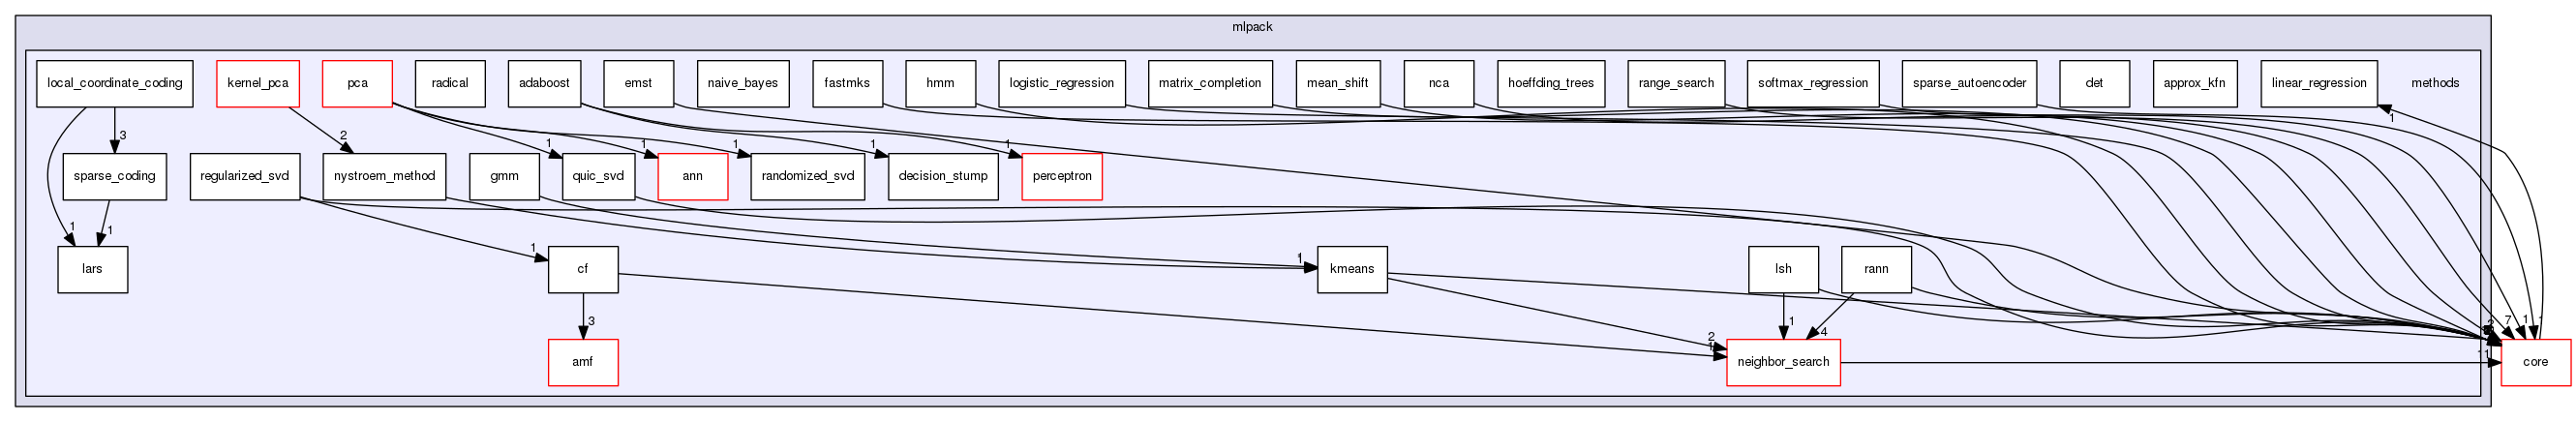 mlpack
local_coordinate_coding kernel_pca pca radical adaboost emst naive_bayes fastmks hmm logistic_regression matrix_completion mean_shift nca hoeffding_trees range_search softmax_regression sparse_autoencoder det approx_kfn linear_regression methods
1
3 2 1 1 1 1 1
sparse_coding regularized_svd nystroem_method gmm quic_svd ann randomized_svd decision_stump perceptron
1 1 1 1
lars cf kmeans lsh rann
3 1 4 7 1 1
2
1
amf neighbor_search 11 core